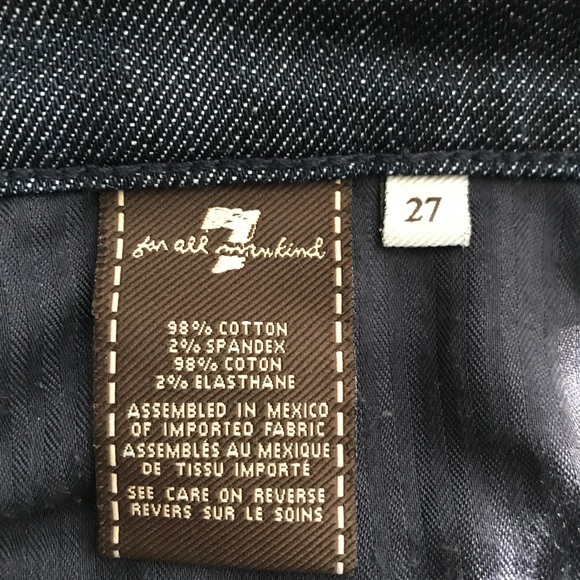 7
for all mankind
27
98% COTTON
2% SPANDEX
98% COTON
2% ELASTHANE
ASSEMBLED IN MEXICO
OF IMPORTED FABRIC
ASSEMBLÉS AU MEXIQUE
DE TISSU IMPORTÉ
SEE CARE ON REVERSE
REVERS SUR LE SOINS